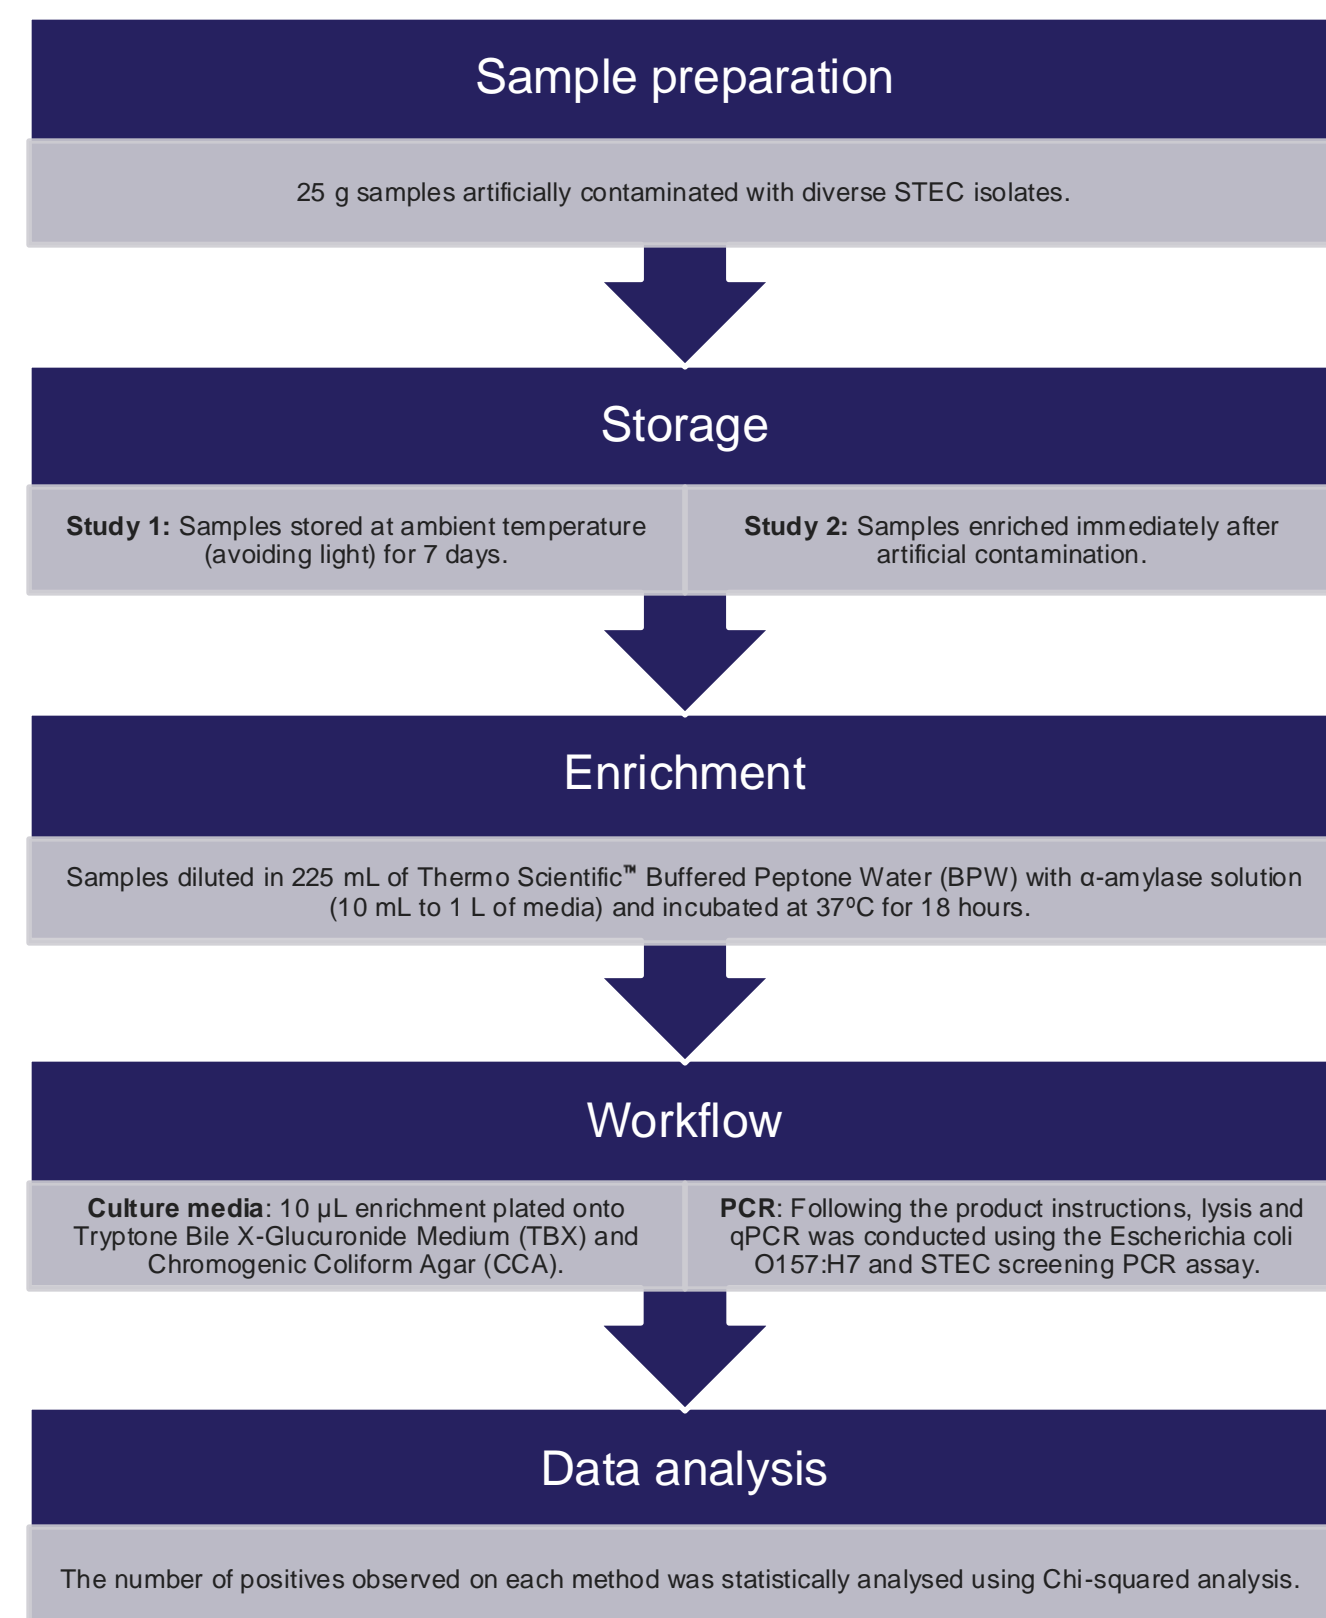 Sample preparation
25 g samples artificially contaminated with diverse STEC isolates.
Storage
Study 1: Samples stored at ambient temperature
(avoiding light) for 7 days.
Study 2: Samples enriched immediately after
artificial contamination.
Enrichment
Samples diluted in 225 mL of Thermo Scientific™ Buffered Peptone Water (BPW) with α-amylase solution
(10 mL to 1 L of media) and incubated at 37ºC for 18 hours.
Workflow
Culture media: 10 µL enrichment plated onto
Tryptone Bile X-Glucuronide Medium (TBX) and
Chromogenic Coliform Agar (CCA).
PCR: Following the product instructions, lysis and
qPCR was conducted using the Escherichia coli
O157:H7 and STEC screening PCR assay.
Data analysis
The number of positives observed on each method was statistically analysed using Chi-squared analysis.